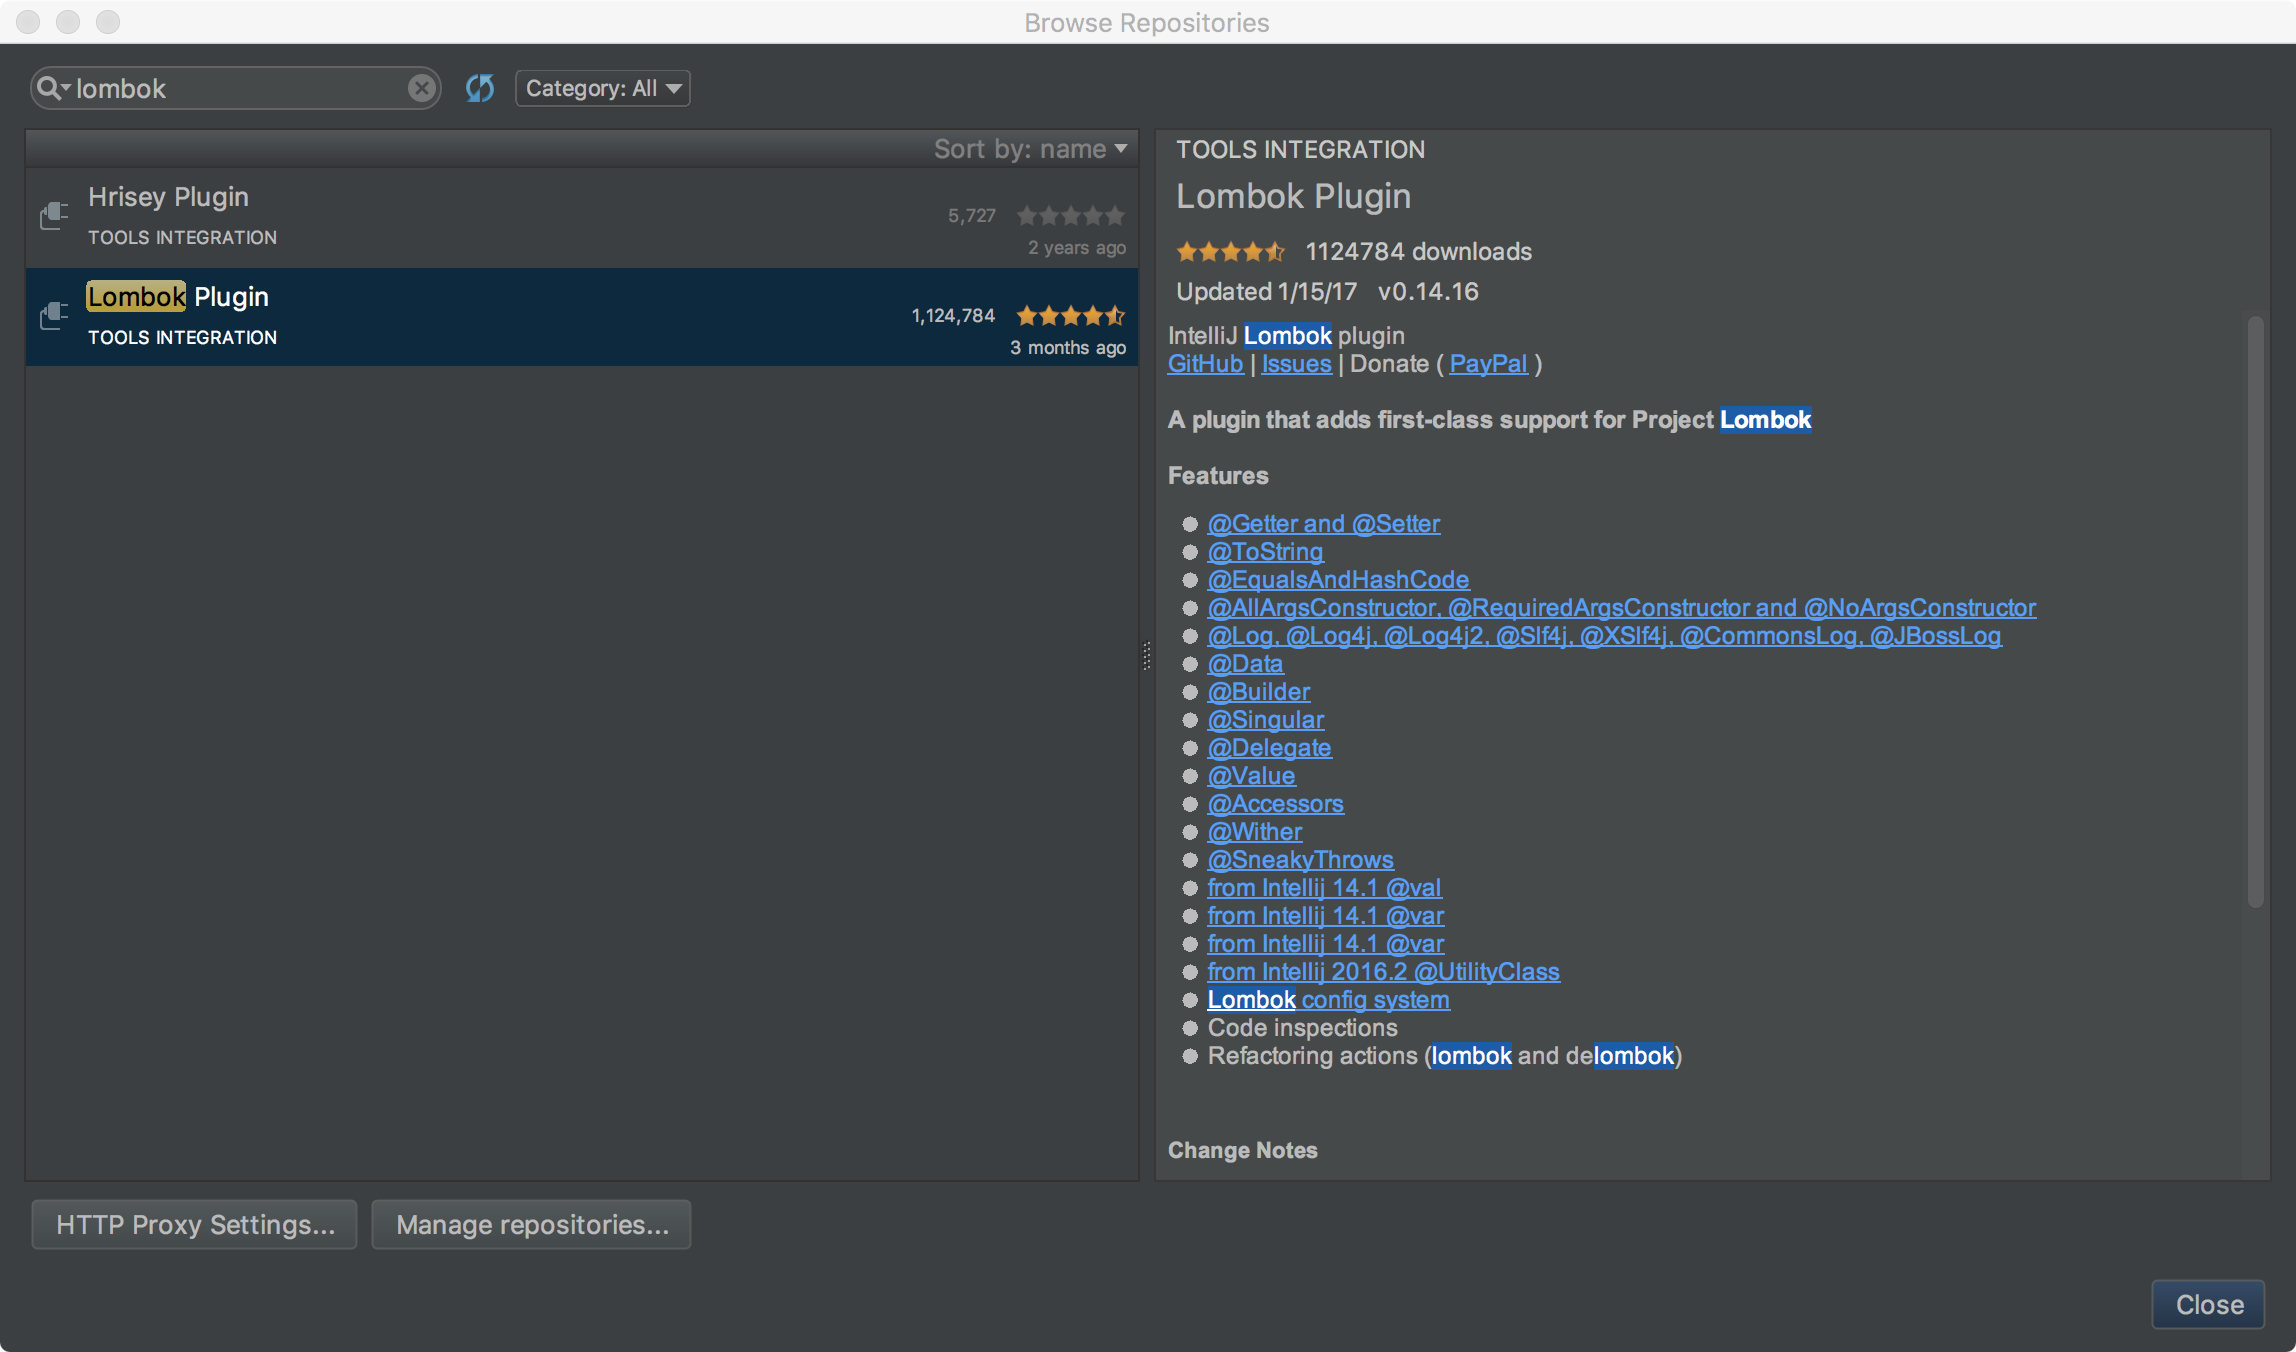 Browse Repositories
lombok
Category: All
Sort by: name
Hrisey Plugin
5,727
TOOLS INTEGRATION
2 years ago
Lombok Plugin
1,124,784
TOOLS INTEGRATION
3 months ago
TOOLS INTEGRATION
Lombok Plugin
1124784 downloads
Updated 1/15/17 v0.14.16
IntelliJ Lombok plugin
GitHub | Issues | Donate ( PayPal )
A plugin that adds first-class support for Project Lombok
Features
@Getter and @Setter
@ToString
@EqualsAndHashCode
@AllArgsConstructor, @RequiredArgsConstructor and @NoArgsConstructor
@Log, @Log4j, @Log4j2, @Slf4j, @XSlf4j, @CommonsLog, @JBossLog
@Data
@Builder
@Singular
@Delegate
@Value
@Accessors
@Wither
@SneakyThrows
from Intellij 14.1 @val
from Intellij 14.1 @var
from Intellij 14.1 @var
from Intellij 2016.2 @UtilityClass
Lombok config system
Code inspections
Refactoring actions (lombok and delombok)
Change Notes
HTTP Proxy Settings...
Manage repositories...
Close